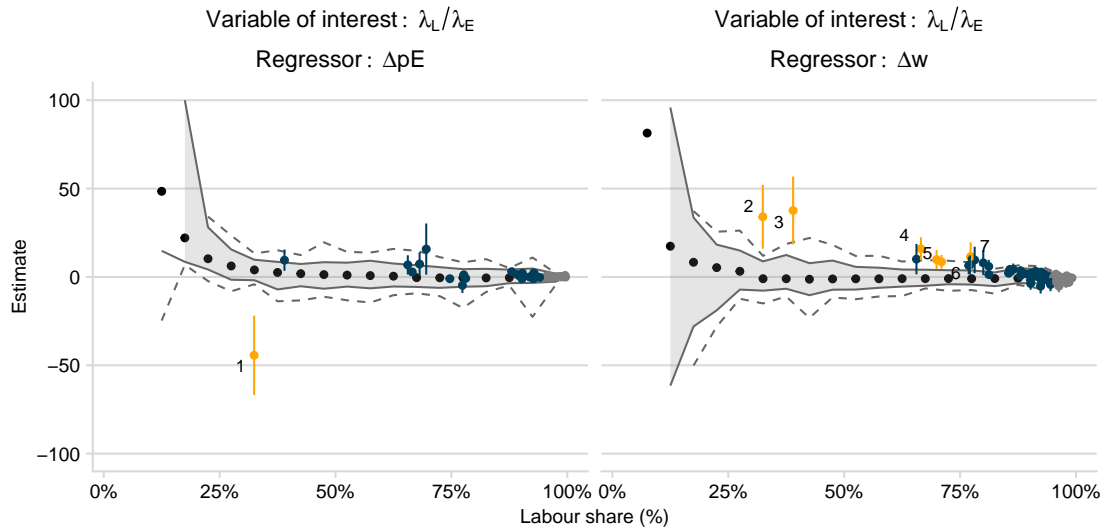 Variable of interest : λL/λE
Variable of interest : λL/λE
Regressor : ΔpE
Regressor : Δw
100
50
0
−50
−100
Estimate
1
2
3
4
5
6
7
0% 25% 50% 75% 100%
0% 25% 50% 75% 100%
Labour share (%)